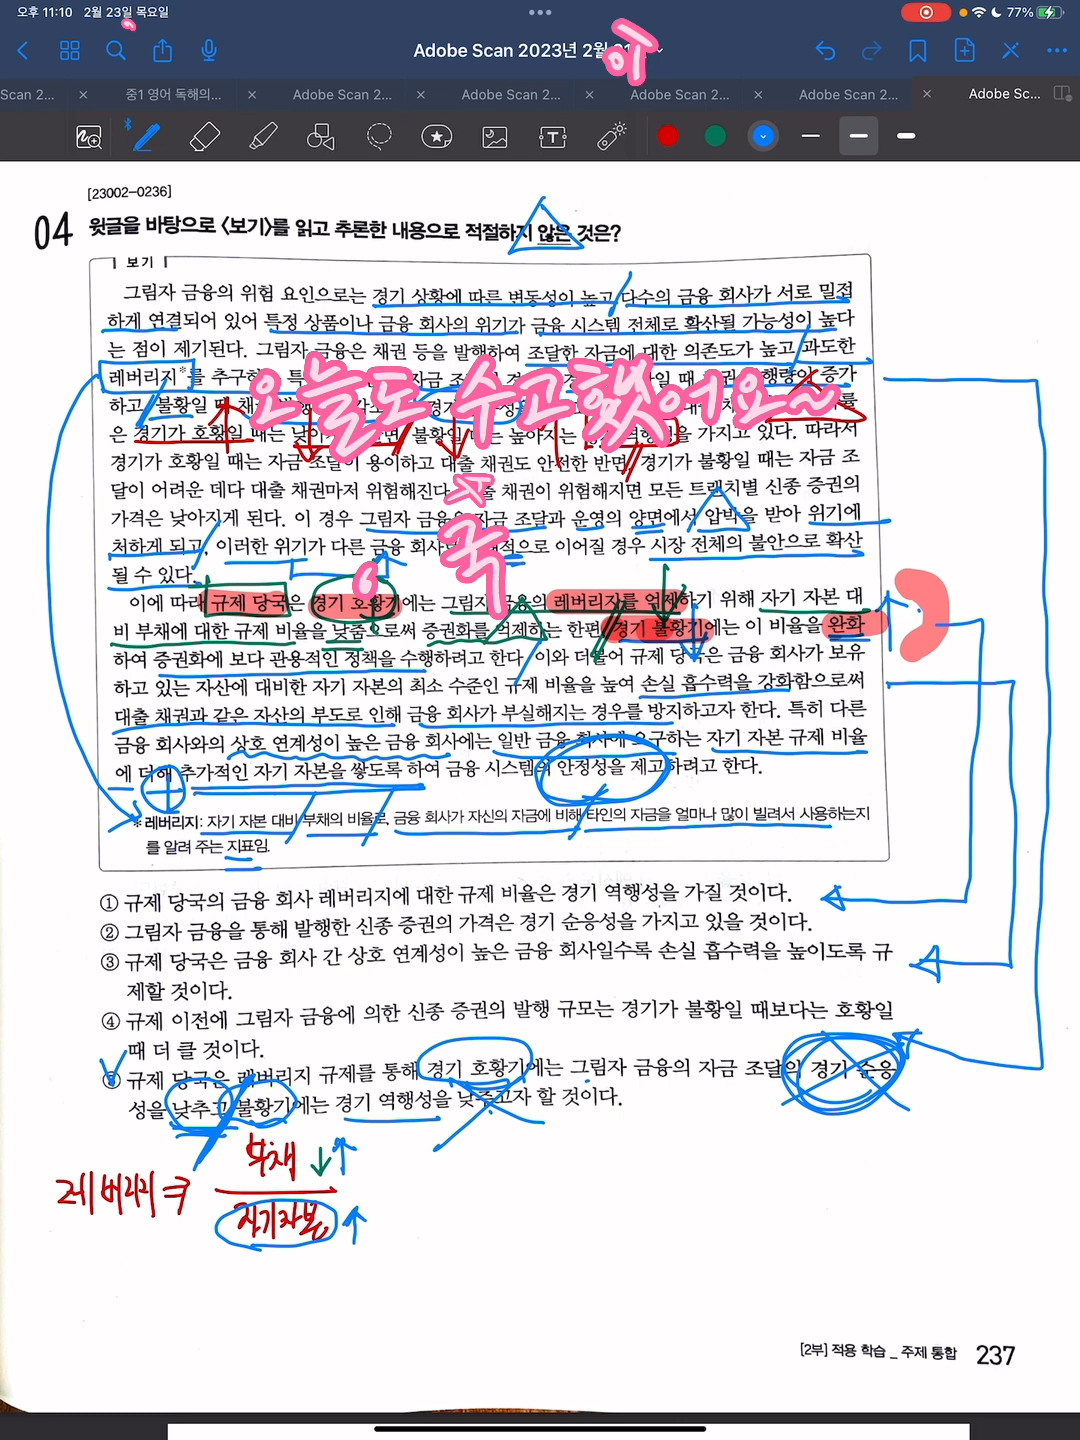 오후 11:10 2월 23일 목요일
77%
Adobe Scan 2023년 2월
Scan 2...
중1 영어 독해의...
Adobe Scan 2...
Adobe Scan 2...
Adobe Scan 2...
Adobe Scan 2...
Adobe Sc...
[23002-0236]
04 윗글을 바탕으로 <보기>를 읽고 추론한 내용으로 적절하지 않은 것은?
보기
그림자 금융의 위험 요인으로는 경기 상황에 따른 변동성이 높고 다수의 금융 회사가 서로 밀접
하게 연결되어 있어 특정 상품이나 금융 회사의 위기가 금융 시스템 전체로 확산될 가능성이 높다
는 점이 제기된다. 그림자 금융은 채권 등을 발행하여 조달한 자금에 대한 의존도가 높고 과도한
레버리지*를 추구
하고 불황일 때
은 경기가 호황일 때는 불황일 때는 높아지는 역행성을 가지고 있다. 따라서
경기가 호황일 때는 자금 조달이 용이하고 대출 채권도 안전한 반면, 경기가 불황일 때는 자금 조
달이 어려운 데다 대출 채권마저 위험해진다. 채권이 위험해지면 모든 트랜치별 신종 증권의
가격은 낮아지게 된다. 이 경우 그림자 금융은 자금 조달과 운영의 양면에서 압박을 받아 위기에
처하게 되고, 이러한 위기가 다른 금융 회사 으로 이어질 경우 시장 전체의 불안으로 확산
될 수 있다.
이에 따라 규제 당국은 경기 호황기에는 그림자 금융의 레버리지를 억제하기 위해 자기 자본 대
비 부채에 대한 규제 비율을 낮춤으로써 증권화를 억제하는 한편 경기 불황기에는 이 비율을 완화
하여 증권화에 보다 관용적인 정책을 수행하려고 한다. 이와 더불어 규제 당국은 금융 회사가 보유
하고 있는 자산에 대비한 자기 자본의 최소 수준인 규제 비율을 높여 손실 흡수력을 강화함으로써
대출 채권과 같은 자산의 부도로 인해 금융 회사가 부실해지는 경우를 방지하고자 한다. 특히 다른
금융 회사와의 상호 연계성이 높은 금융 회사에는 일반 금융 회사에 요구하는 자기 자본 규제 비율
에 더해 추가적인 자기 자본을 쌓도록 하여 금융 시스템의 안정성을 제고하려고 한다.
*레버리지: 자기 자본 대비 부채의 비율로, 금융 회사가 자신의 자금에 비해 타인의 자금을 얼마나 많이 빌려서 사용하는지
를 알려 주는 지표임.
오늘도 수고했어요~
① 규제 당국의 금융 회사 레버리지에 대한 규제 비율은 경기 역행성을 가질 것이다.
② 그림자 금융을 통해 발행한 신종 증권의 가격은 경기 순응성을 가지고 있을 것이다.
③ 규제 당국은 금융 회사 간 상호 연계성이 높은 금융 회사일수록 손실 흡수력을 높이도록 규
제할 것이다.
④ 규제 이전에 그림자 금융에 의한 신종 증권의 발행 규모는 경기가 불황일 때보다는 호황일
때 더 클 것이다.
⑤ 규제 당국은 레버리지 규제를 통해 경기 호황기에는 그림자 금융의 자금 조달의 경기 순응
성을 낮추고 불황기에는 경기 역행성을 낮추고자 할 것이다.
레버리지 ⇒ 부채
자기자본
[2부] 적용 학습 _ 주제 통합 237